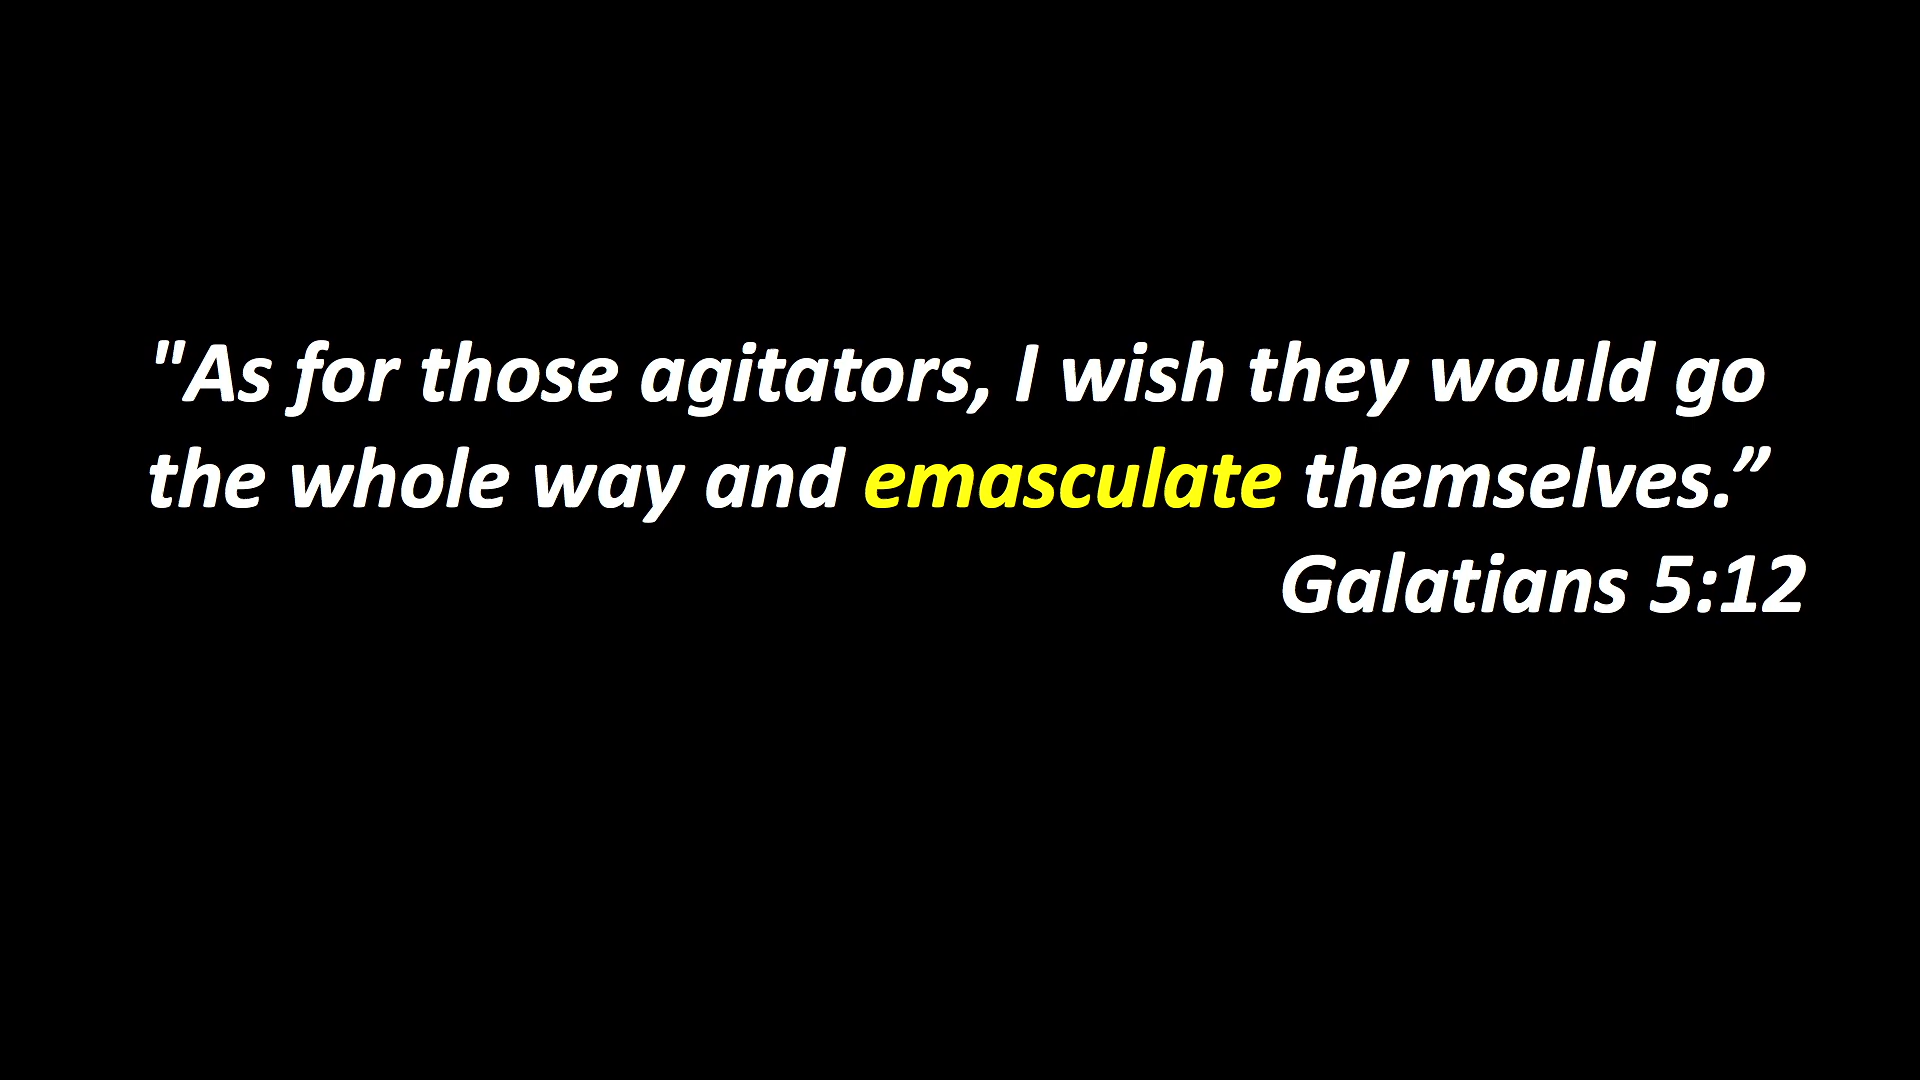 "As for those agitators, I wish they would go
the whole way and emasculate themselves.”
Galatians 5:12